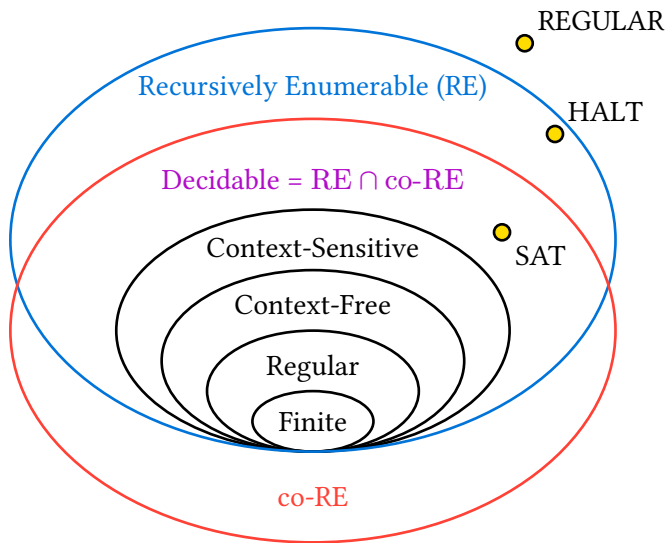 REGULAR
Recursively Enumerable (RE)
HALT
Decidable = RE ∩ co-RE
Context-Sensitive
SAT
Context-Free
Regular
Finite
co-RE